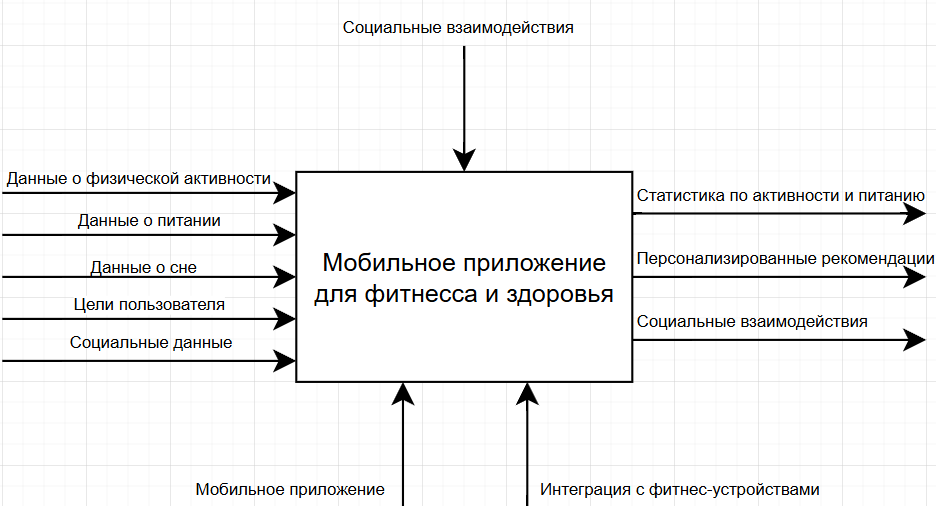 Социальные взаимодействия
Данные о физической активности
Данные о питании
Данные о сне
Цели пользователя
Социальные данные
Мобильное приложение
для фитнесса и здоровья
Статистика по активности и питанию
Персонализированные рекомендации
Социальные взаимодействия
Мобильное приложение
Интеграция с фитнес-устройствами